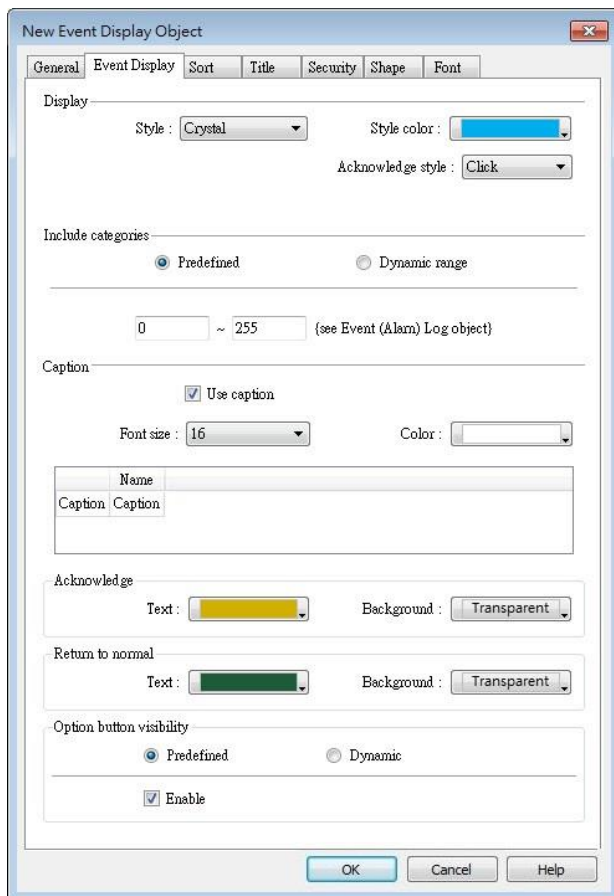 New Event Display Object
General Event Display Sort Title Security Shape Font
Display
Style : Crystal Style color :
Acknowledge style : Click
Include categories
Predefined Dynamic range
0 ~ 255 {see Event (Alarm) Log object}
Caption
Use caption
Font size : 16 Color :
Name
Caption Caption
Acknowledge
Text : Background : Transparent
Return to normal
Text : Background : Transparent
Option button visibility
Predefined Dynamic
Enable
OK Cancel Help